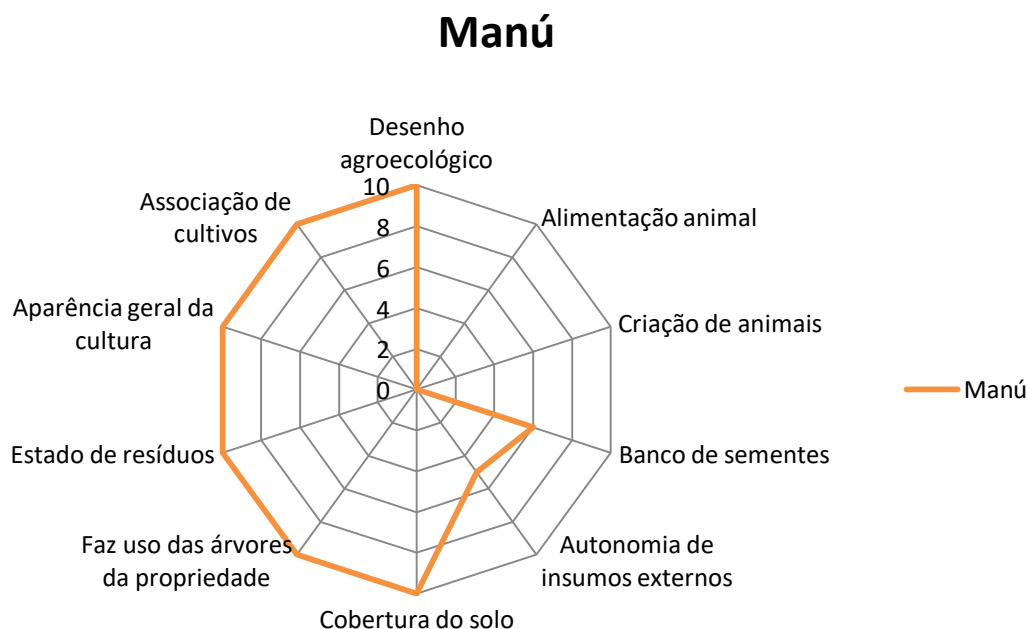 Manú
Desenho
agroecológico
Alimentação animal
Criação de animais
Banco de sementes
Autonomia de
insumos externos
Cobertura do solo
Faz uso das árvores
da propriedade
Estado de resíduos
Aparência geral da
cultura
Associação de
cultivos
10
8
6
4
2
0
Manú